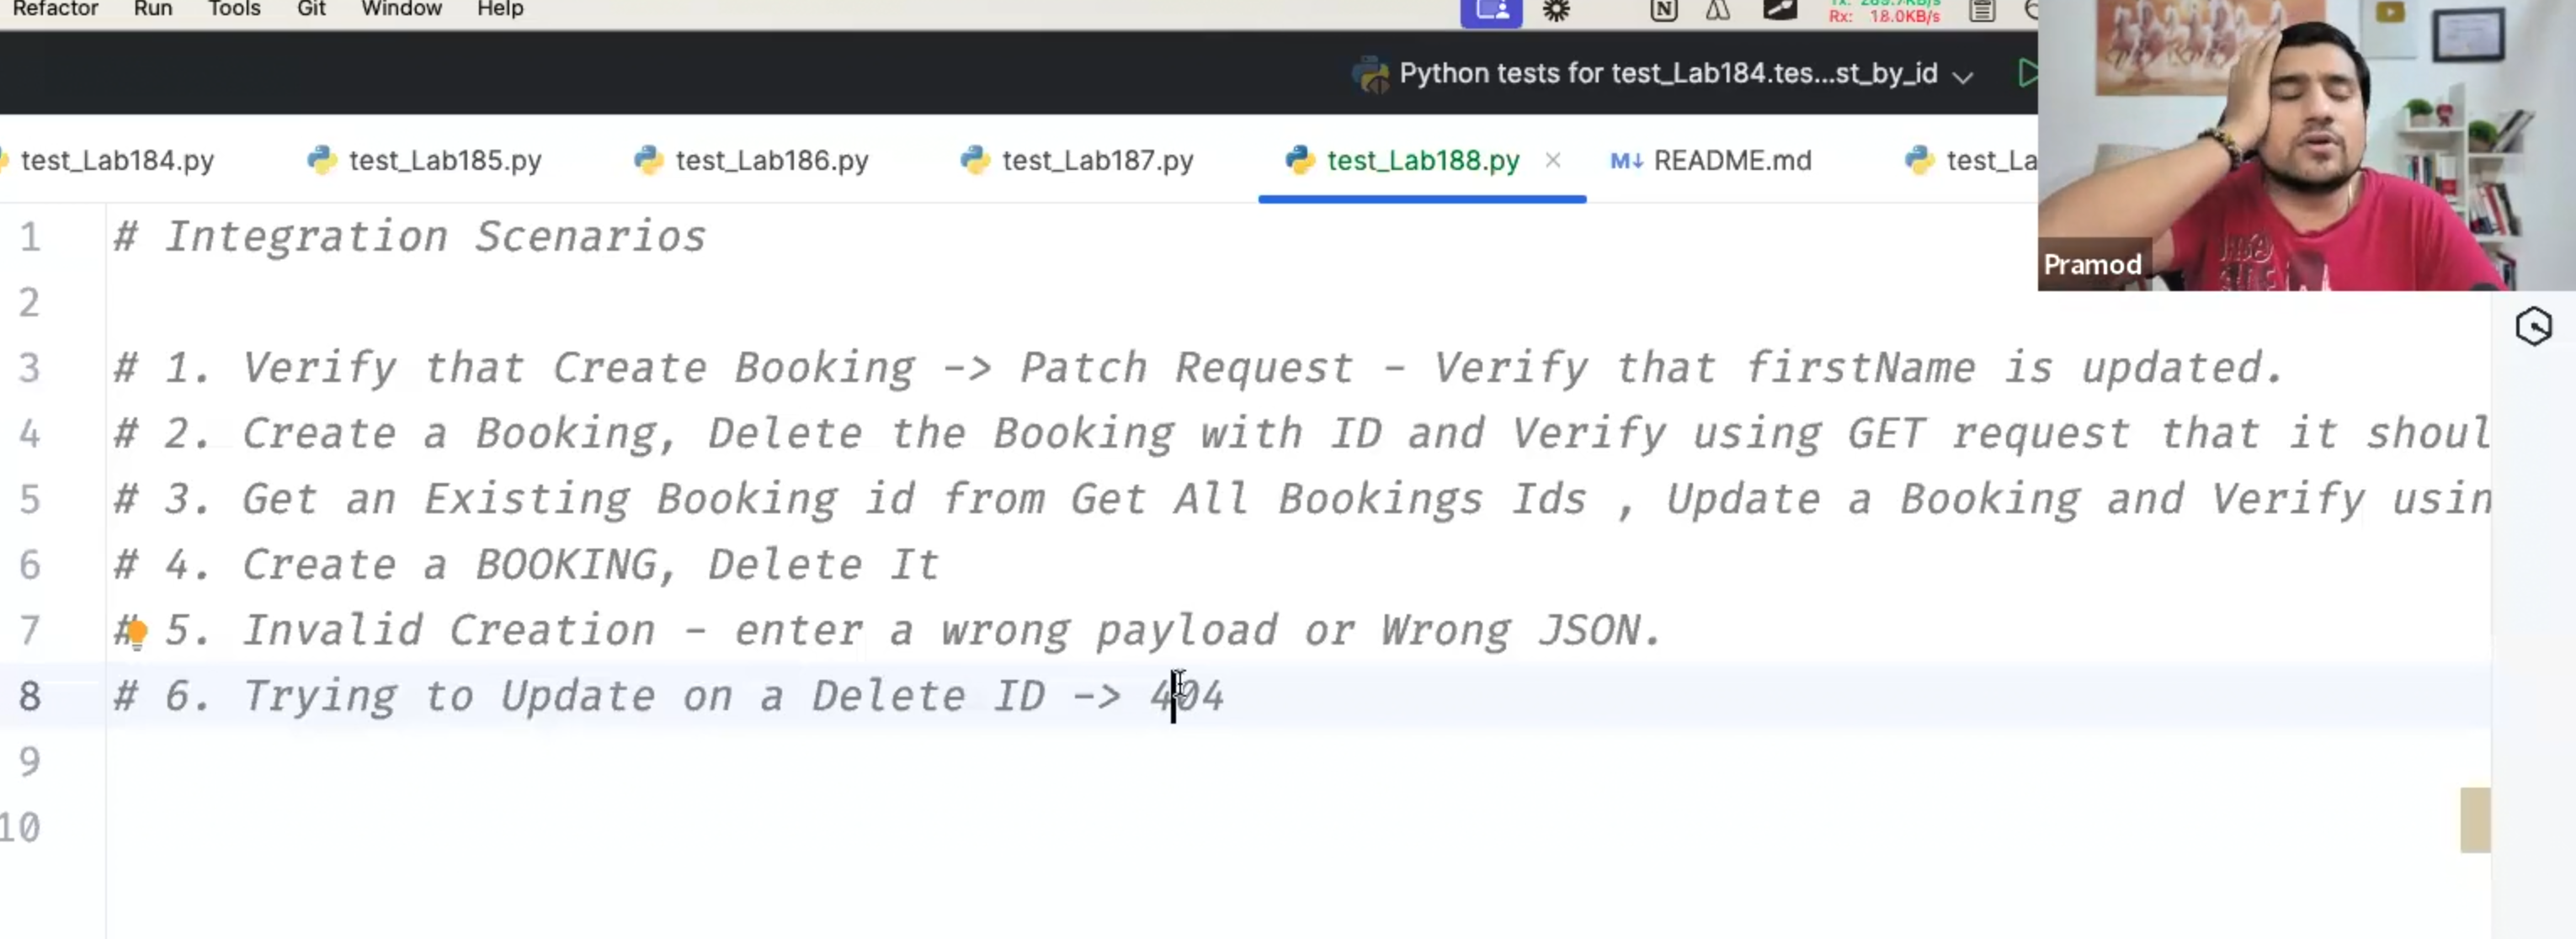 Refactor Run Tools Git Window Help
Rx: 18.0KB/s
Python tests for test_Lab184.tes...st_by_id
test_Lab184.py test_Lab185.py test_Lab186.py test_Lab187.py test_Lab188.py README.md test_La
Pramod
1 # Integration Scenarios
2
3 # 1. Verify that Create Booking -> Patch Request - Verify that firstName is updated.
4 # 2. Create a Booking, Delete the Booking with ID and Verify using GET request that it shoul
5 # 3. Get an Existing Booking id from Get All Bookings Ids , Update a Booking and Verify usin
6 # 4. Create a BOOKING, Delete It
7 # 5. Invalid Creation - enter a wrong payload or Wrong JSON.
8 # 6. Trying to Update on a Delete ID -> 404
9
10